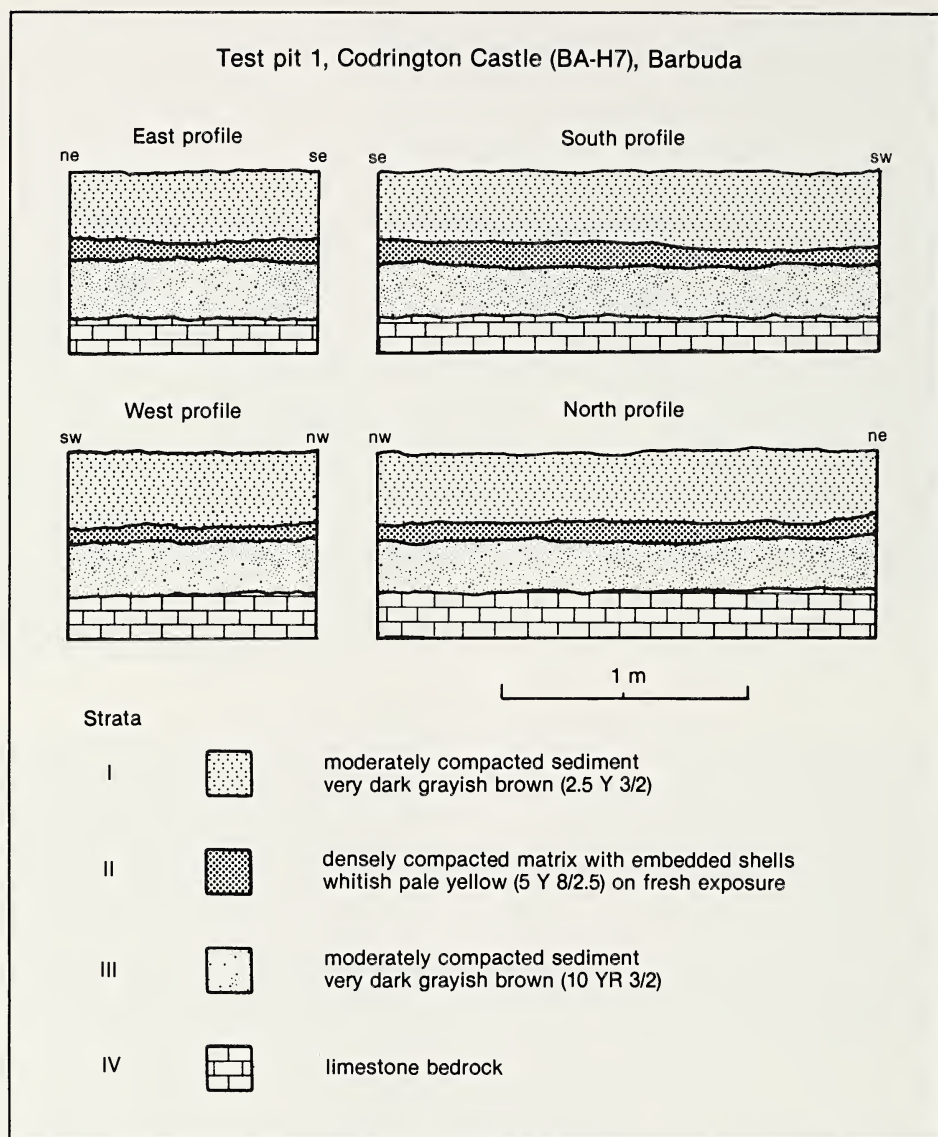 Test pit 1, Codrington Castle (BA-H7), Barbuda
East profile
ne se
South profile
se sw
West profile
sw nw
North profile
nw ne
1 m
Strata
I
moderately compacted sediment
very dark grayish brown (2.5 Y 3/2)
II
densely compacted matrix with embedded shells
whitish pale yellow (5 Y 8/2.5) on fresh exposure
III
moderately compacted sediment
very dark grayish brown (10 YR 3/2)
IV
limestone bedrock